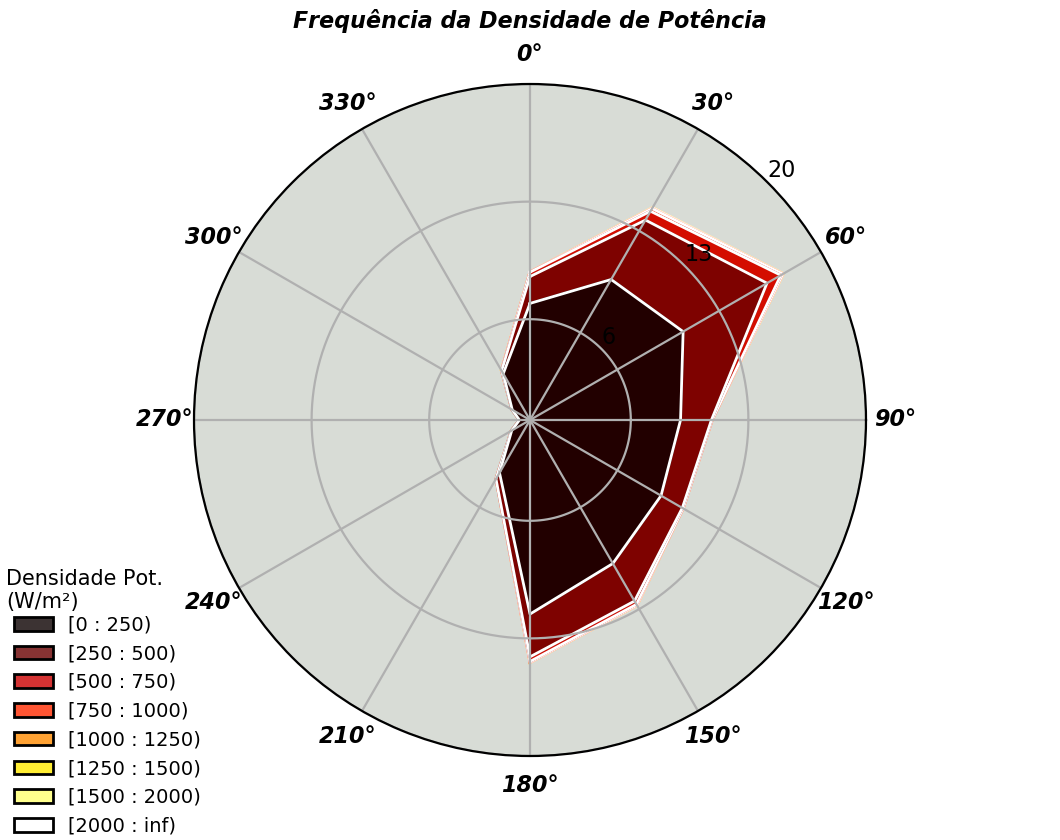 Frequência da Densidade de Potência
0°
330°
30°
20
300°
60°
13
6
270°
90°
240°
120°
210°
150°
180°
Densidade Pot.
(W/m²)
[0 : 250)
[250 : 500)
[500 : 750)
[750 : 1000)
[1000 : 1250)
[1250 : 1500)
[1500 : 2000)
[2000 : inf)